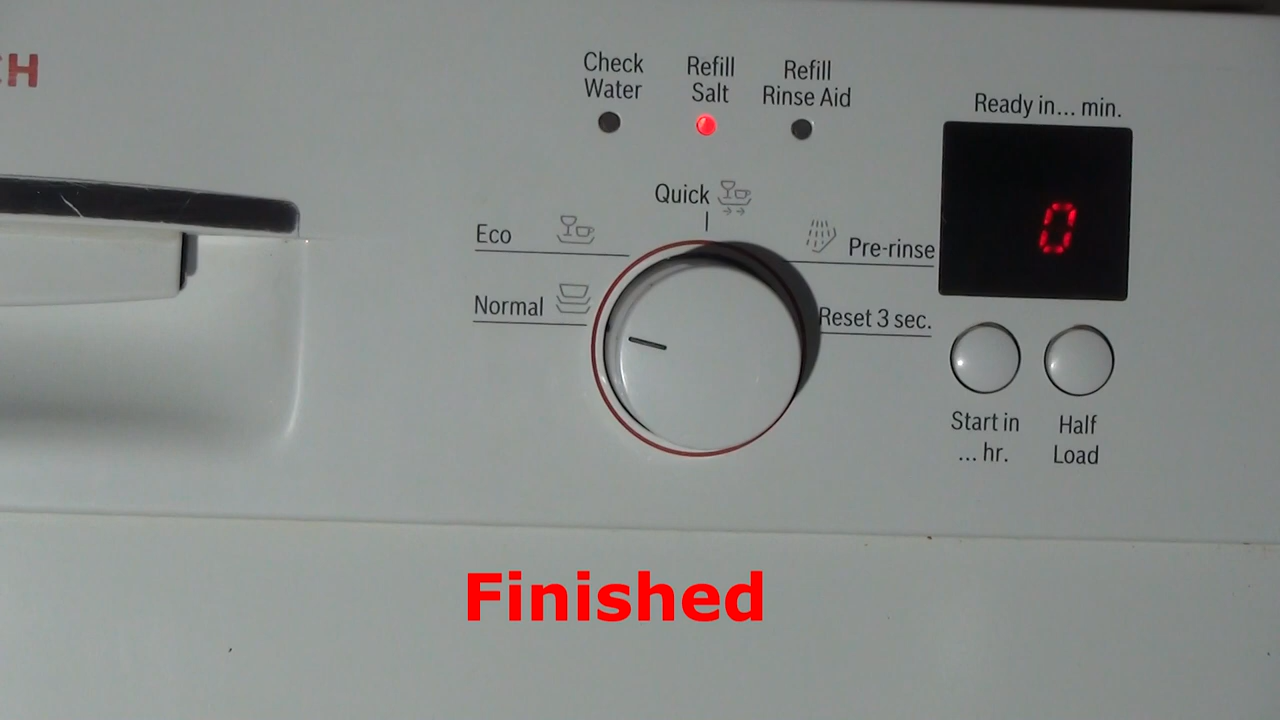 CH
Check
Water
Refill
Salt
Refill
Rinse Aid
Ready in... min.
0
Quick
Eco
Pre-rinse
Normal
Reset 3 sec.
Start in
... hr.
Half
Load
Finished